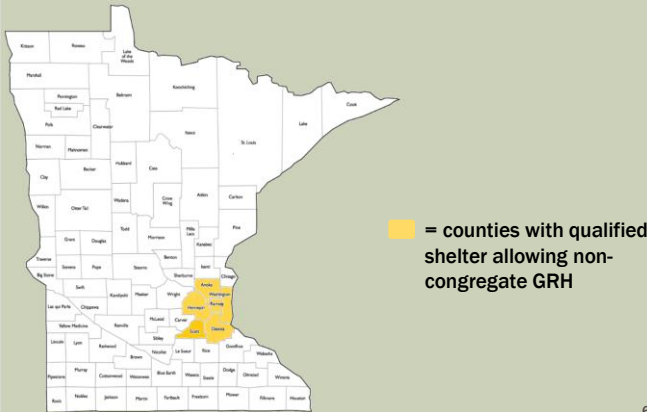 Kittson
Roseau
Lake
of the
Woods
Marshall
Koochiching
Pennington
Beltrami
Red Lake
Cook
Polk
Clearwater
Lake
St. Louis
Itasca
Norman
Mahnomen
Hubbard
Cass
Clay
Becker
Aitkin
Carlton
Wadena
Crow
Wing
Wilkin
Otter Tail
Pine
Todd
Mille
Lacs
Grant
Douglas
Morrison
Kanabec
Traverse
Benton
Stevens
Pope
Stearns
Isanti
Big Stone
Sherburne
Chisago
Swift
Anoka
Kandiyohi
Meeker
Wright
Washington
Lac qui Parle
Chippewa
Hennepin
Ramsey
McLeod
Carver
Yellow Medicine
Renville
Scott
Dakota
Sibley
Lincoln
Lyon
Redwood
Nicollet
Le Sueur
Rice
Goodhue
Wabasha
Brown
Pipestone
Murray
Cottonwood
Watonwan
Blue Earth
Waseca
Steele
Dodge
Olmsted
Winona
Rock
Nobles
Jackson
Martin
Faribault
Freeborn
Mower
Fillmore
Houston
= counties with qualified
shelter allowing non-
congregate GRH